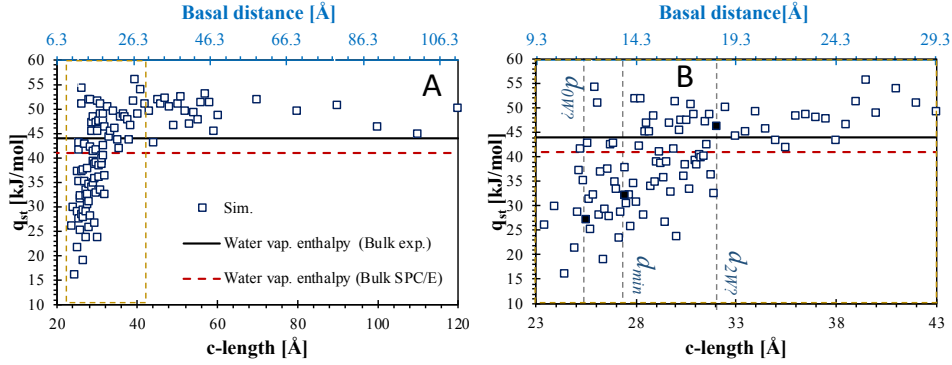 Basal distance [Å]
6.3 26.3 46.3 66.3 86.3 106.3
A
q_st [kJ/mol]
60
55
50
45
40
35
30
25
20
15
10
Sim.
Water vap. enthalpy (Bulk exp.)
Water vap. enthalpy (Bulk SPC/E)
20 40 60 80 100 120
c-length [Å]
Basal distance [Å]
9.3 14.3 19.3 24.3 29.3
B
q_st [kJ/mol]
60
55
50
45
40
35
30
25
20
15
10
d0W?
dmin
d2W?
23 28 33 38 43
c-length [Å]